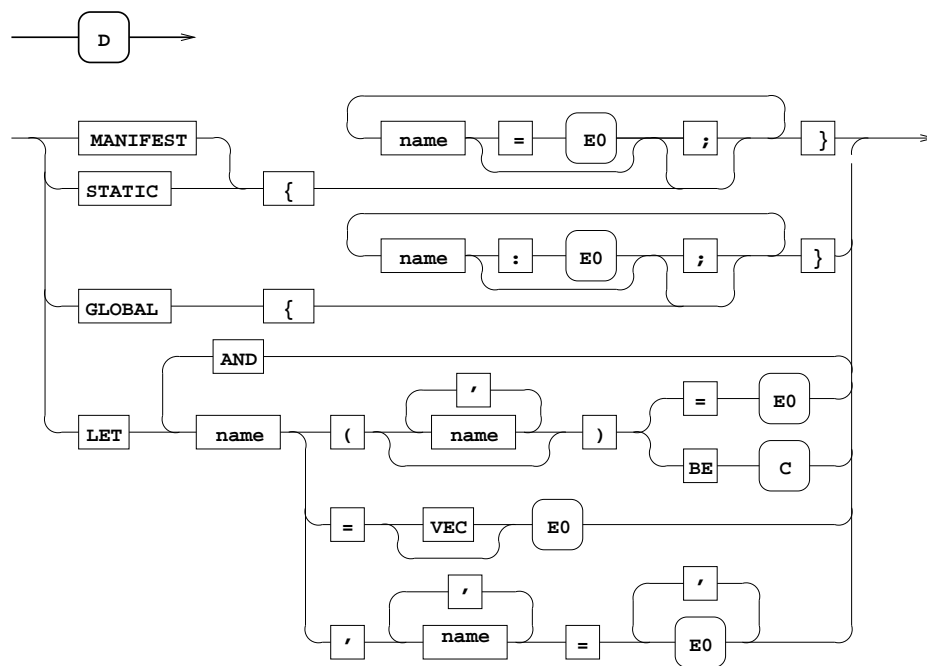 D
MANIFEST name = E0 ; }
STATIC {
name : E0 ; }
GLOBAL {
AND
,
= E0
LET name ( name )
BE C
= VEC E0
, ,
, name = E0